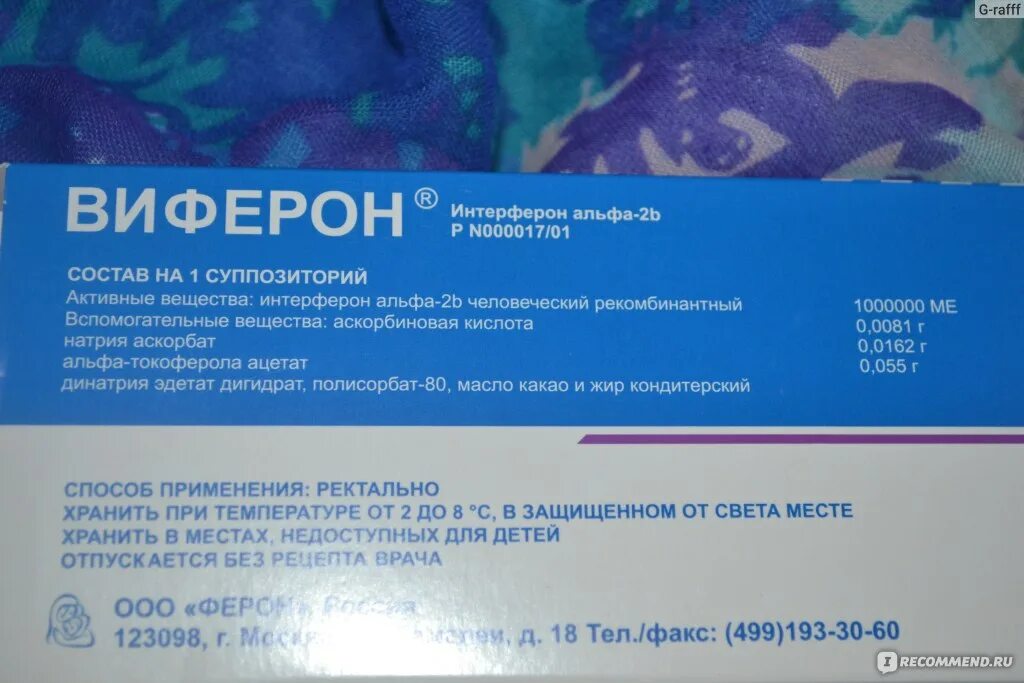 G-rafff
ВИФЕРОН ®
Интерферон альфа-2b
Р N000017/01
СОСТАВ НА 1 СУППОЗИТОРИЙ
Активные вещества: интерферон альфа-2b человеческий рекомбинантный 1000000 МЕ
Вспомогательные вещества: аскорбиновая кислота 0,0081 г
натрия аскорбат 0,0162 г
альфа-токоферола ацетат 0,055 г
динатрия эдетат дигидрат, полисорбат-80, масло какао и жир кондитерский
СПОСОБ ПРИМЕНЕНИЯ: РЕКТАЛЬНО
ХРАНИТЬ ПРИ ТЕМПЕРАТУРЕ ОТ 2 ДО 8 °С, В ЗАЩИЩЕННОМ ОТ СВЕТА МЕСТЕ
ХРАНИТЬ В МЕСТАХ, НЕДОСТУПНЫХ ДЛЯ ДЕТЕЙ
ОТПУСКАЕТСЯ БЕЗ РЕЦЕПТА ВРАЧА
ООО «ФЕРОН», Россия
123098, г. д. 18 Тел./факс: (499)193-30-60
IRECOMMEND.RU